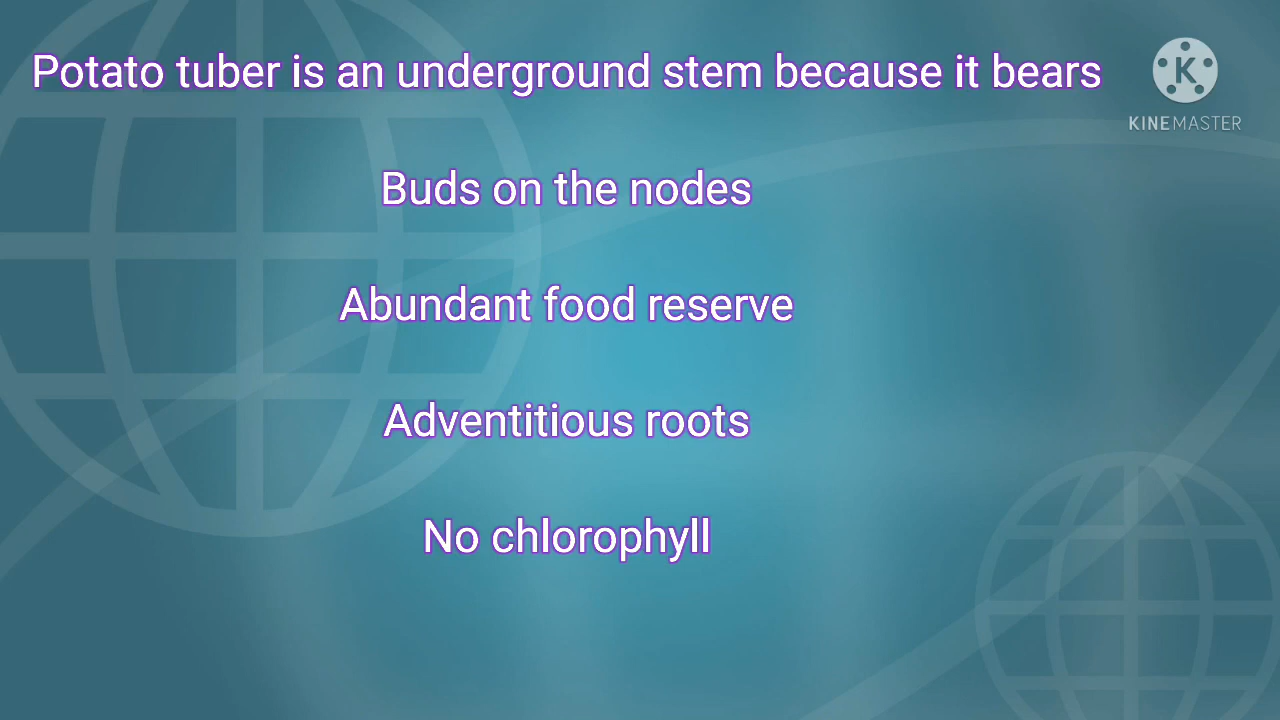 Potato tuber is an underground stem because it bears
K
KINEMASTER
Buds on the nodes
Abundant food reserve
Adventitious roots
No chlorophyll